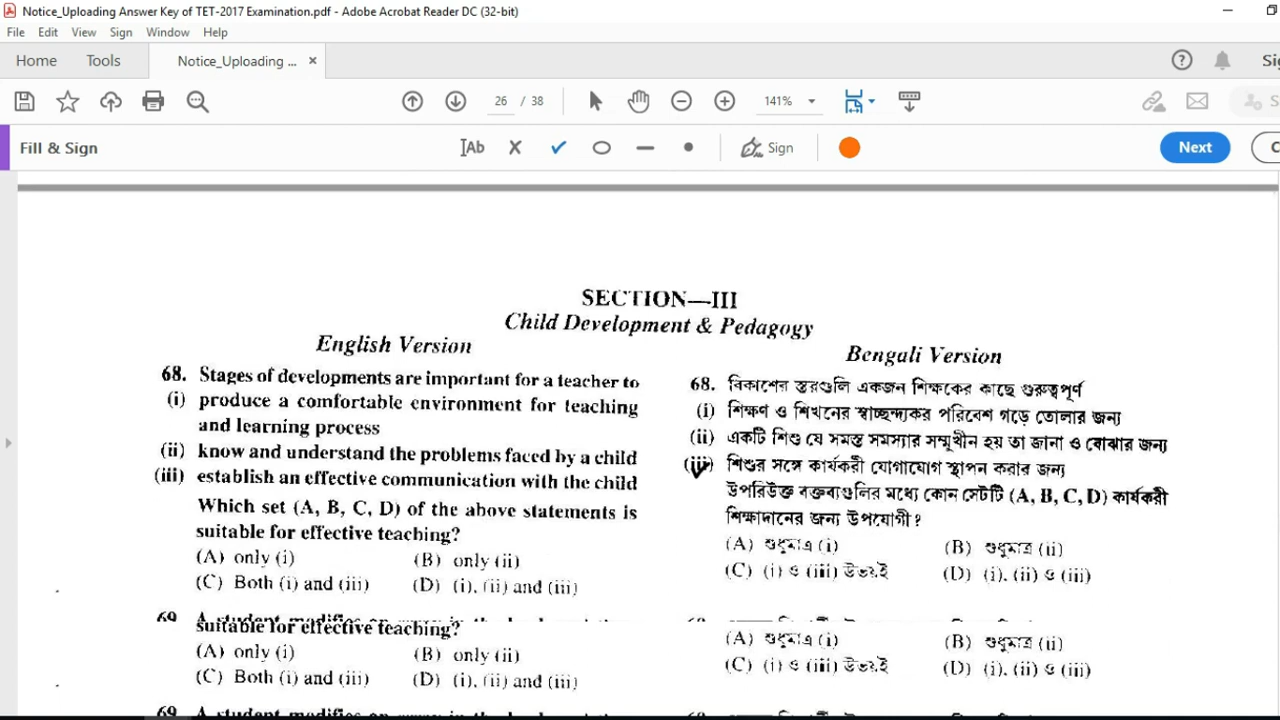 Notice_Uploading Answer Key of TET-2017 Examination.pdf - Adobe Acrobat Reader DC (32-bit)
File Edit View Sign Window Help
Home Tools Notice_Uploading ... ×
26 / 38 141%
Fill & Sign Ab Sign Next
SECTION—III
Child Development & Pedagogy
English Version
68. Stages of developments are important for a teacher to
(i) produce a comfortable environment for teaching
and learning process
(ii) know and understand the problems faced by a child
(iii) establish an effective communication with the child
Which set (A, B, C, D) of the above statements is
suitable for effective teaching?
(A) only (i) (B) only (ii)
(C) Both (i) and (iii) (D) (i), (ii) and (iii)
69. A student modifies
suitable for effective teaching?
(A) only (i) (B) only (ii)
(C) Both (i) and (iii) (D) (i), (ii) and (iii)
69. A student modifies
Bengali Version
68. বিকাশের স্তরগুলি একজন শিক্ষকের কাছে গুরুত্বপূর্ণ
(i) শিক্ষণ ও শিখনের স্বাচ্ছন্দ্যকর পরিবেশ গড়ে তোলার জন্য
(ii) একটি শিশু যে সমস্ত সমস্যার সম্মুখীন হয় তা জানা ও বোঝার জন্য
(iii) শিশুর সঙ্গে কার্যকরী যোগাযোগ স্থাপন করার জন্য
উপরিউক্ত বক্তব্যগুলির মধ্যে কোন সেটটি (A, B, C, D) কার্যকরী
শিক্ষাদানের জন্য উপযোগী?
(A) শুধুমাত্র (i) (B) শুধুমাত্র (ii)
(C) (i) ও (iii) উভয়ই (D) (i), (ii) ও (iii)
(A) শুধুমাত্র (i) (B) শুধুমাত্র (ii)
(C) (i) ও (iii) উভয়ই (D) (i), (ii) ও (iii)